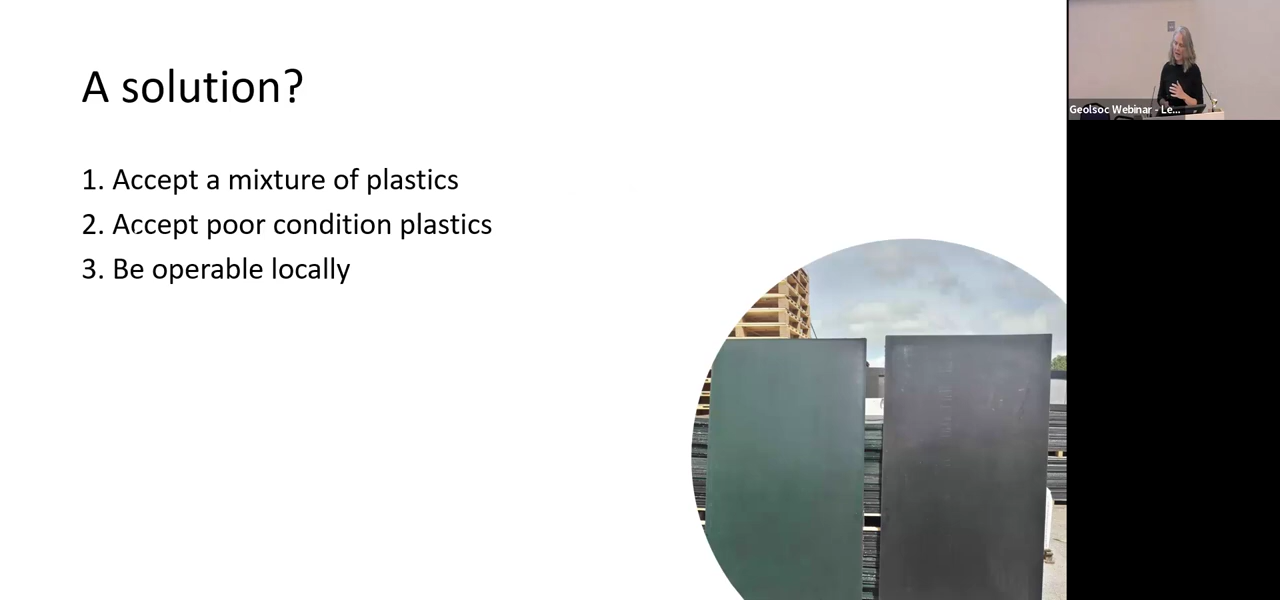 A solution?
1. Accept a mixture of plastics
2. Accept poor condition plastics
3. Be operable locally
Geolsoc Webinar - Le...